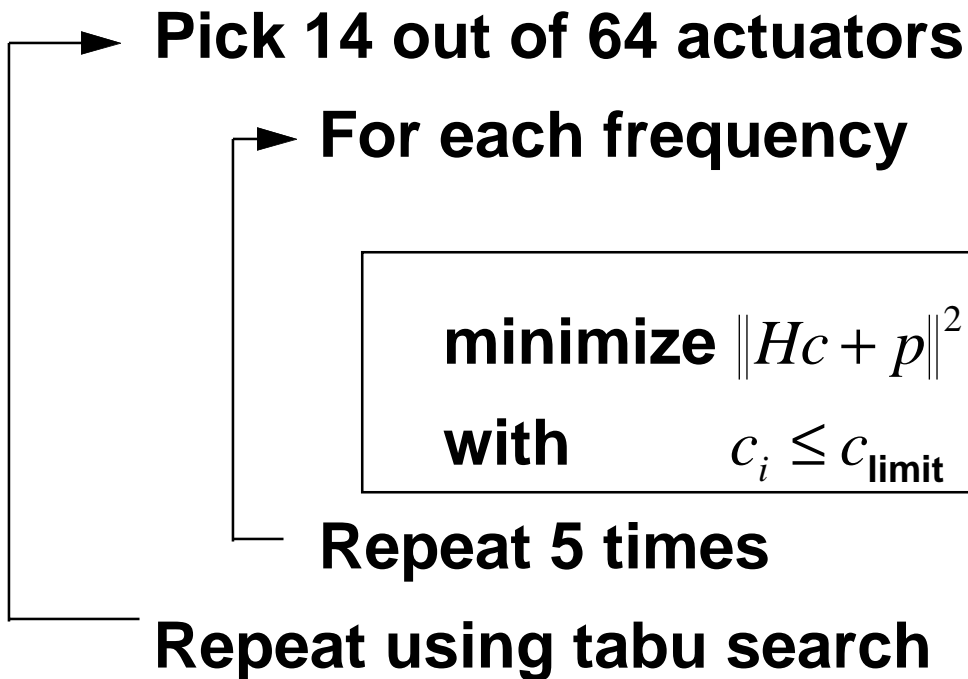 Pick 14 out of 64 actuators
For each frequency
minimize ‖Hc + p‖²
with c_i ≤ c_limit
Repeat 5 times
Repeat using tabu search